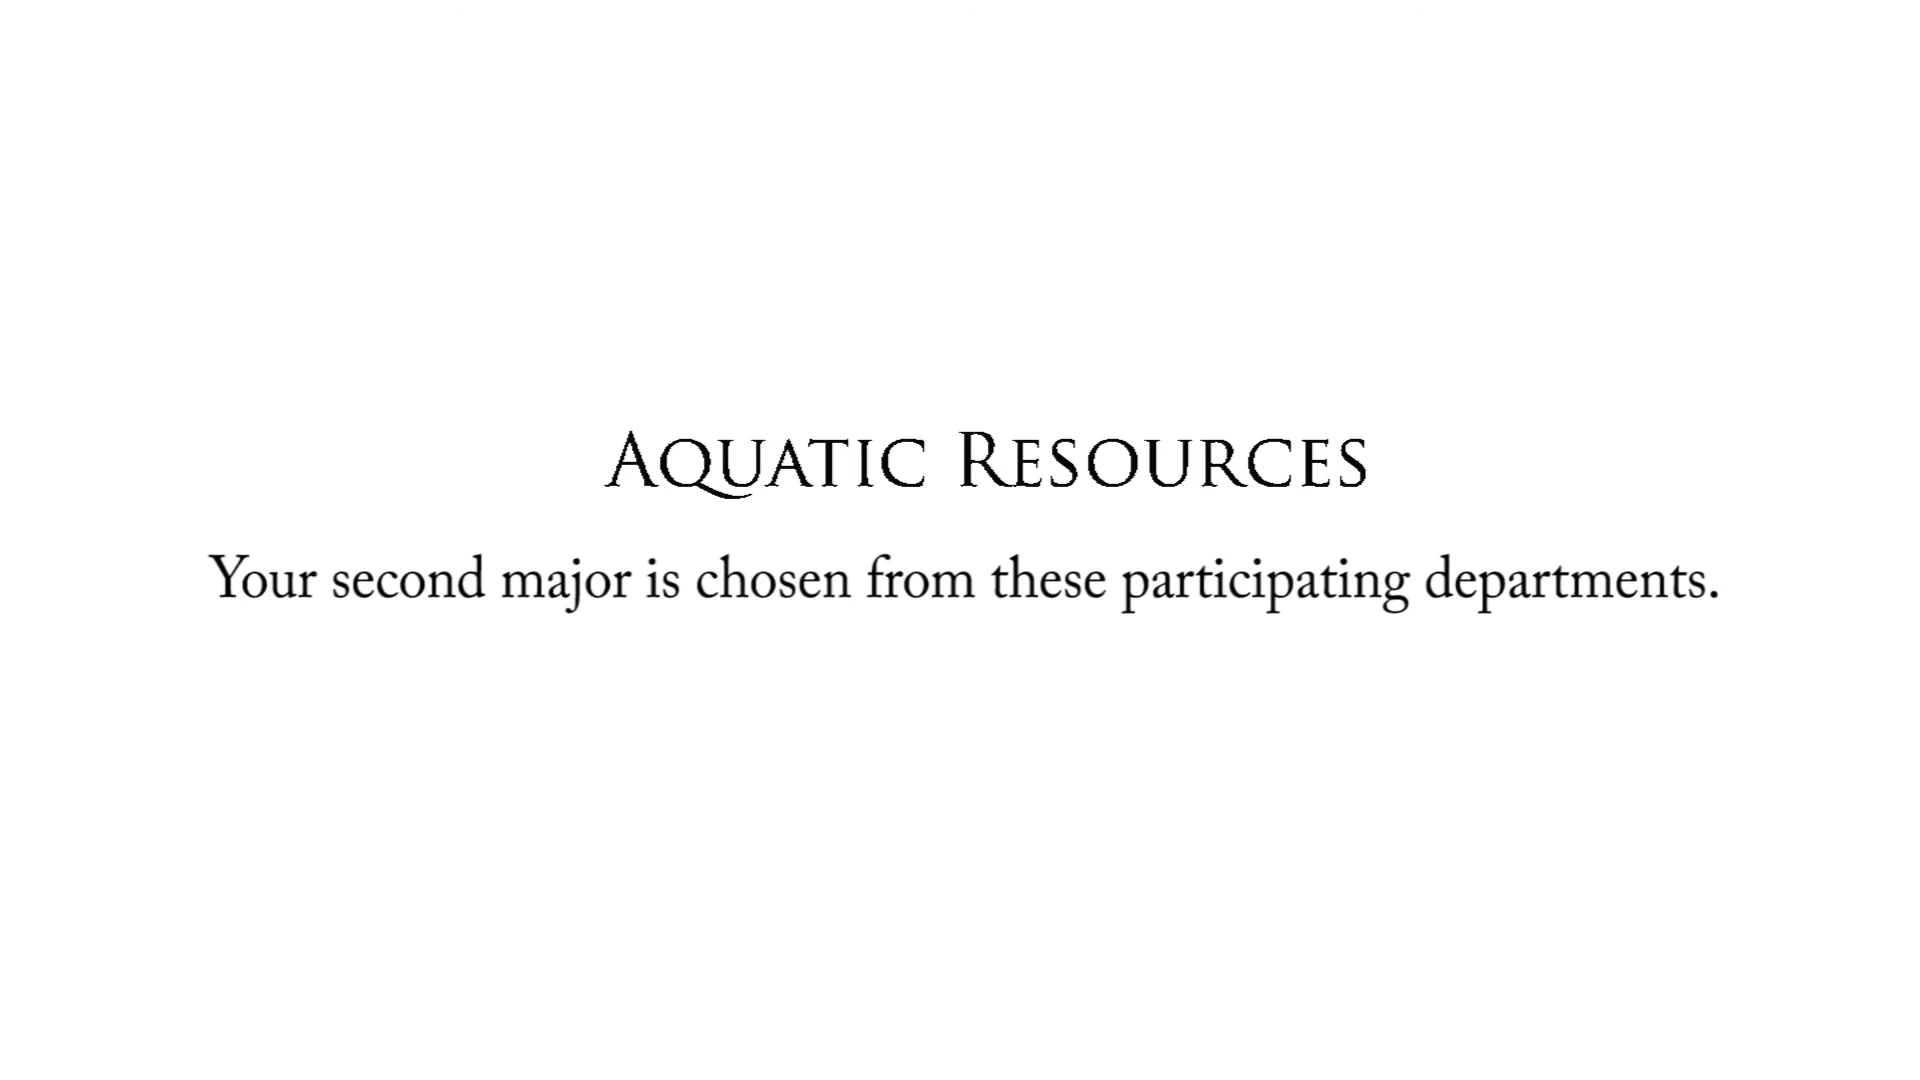 Aquatic Resources
Your second major is chosen from these participating departments.